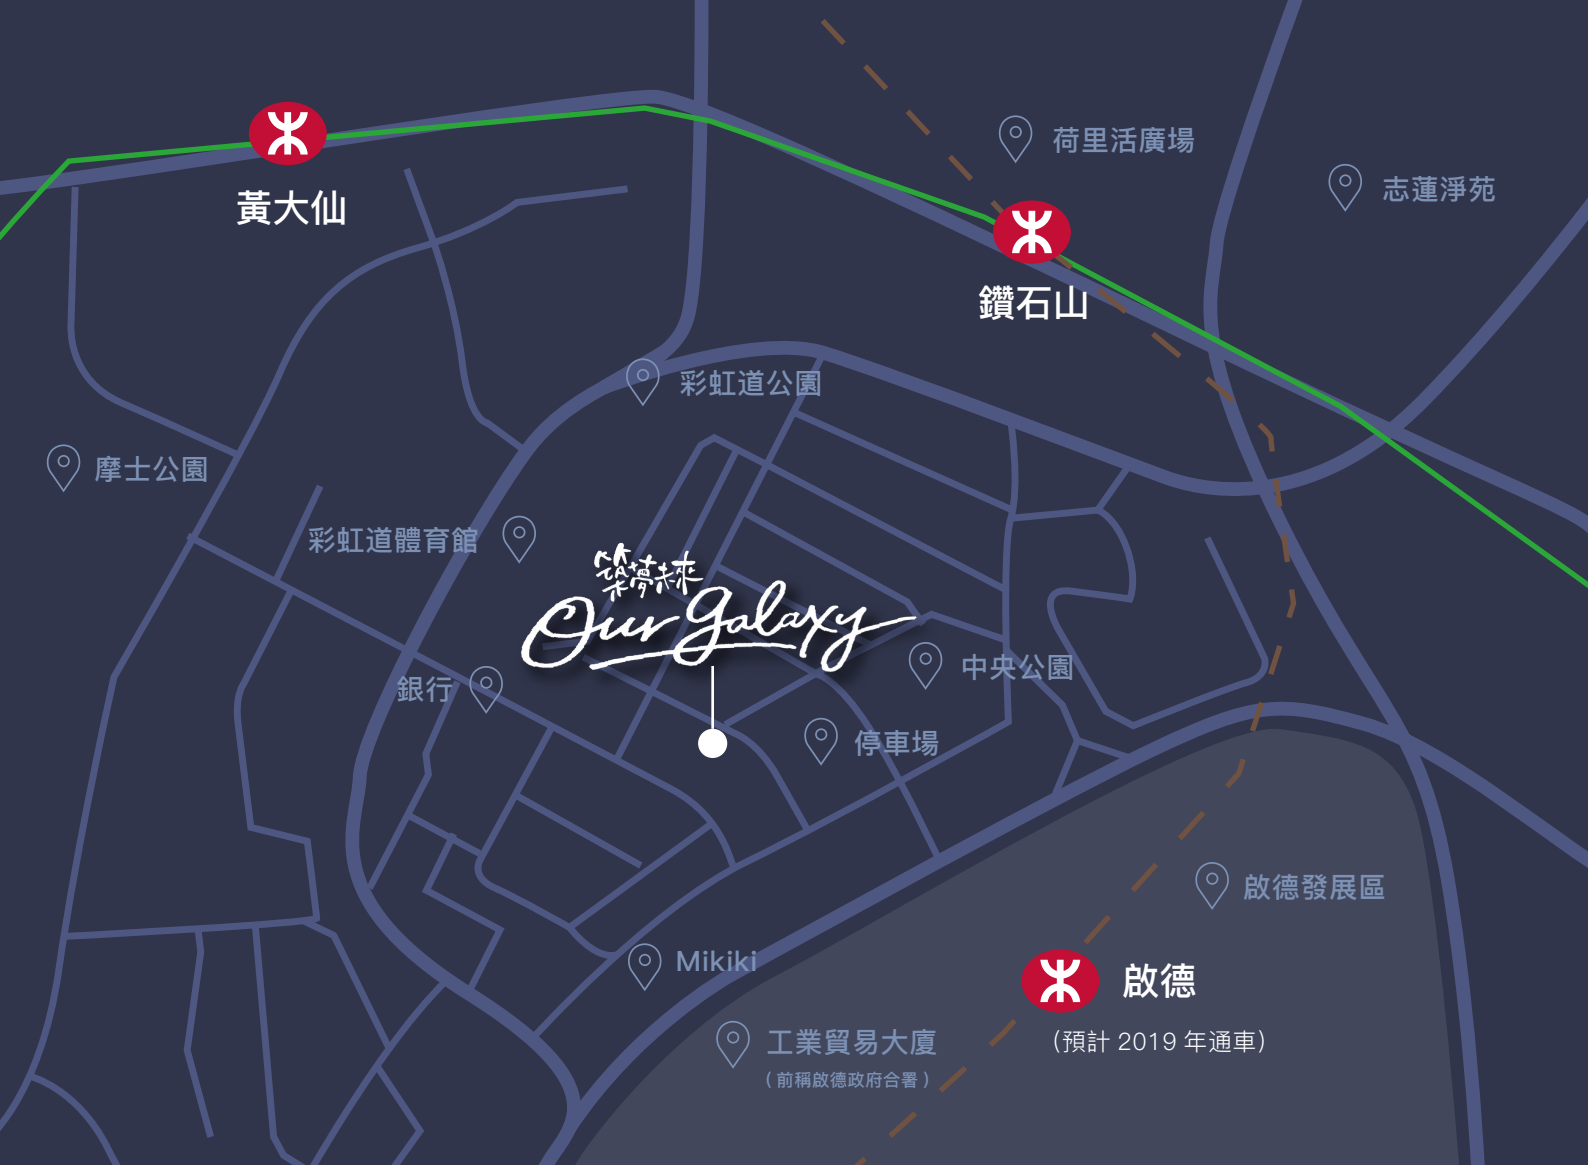 荷里活廣場
志蓮淨苑
黃大仙
鑽石山
彩虹道公園
摩士公園
彩虹道體育館
築夢未來
Our galaxy
中央公園
銀行
停車場
啟德發展區
Mikiki
啟德
（預計 2019 年通車）
工業貿易大廈
（前稱啟德政府合署）